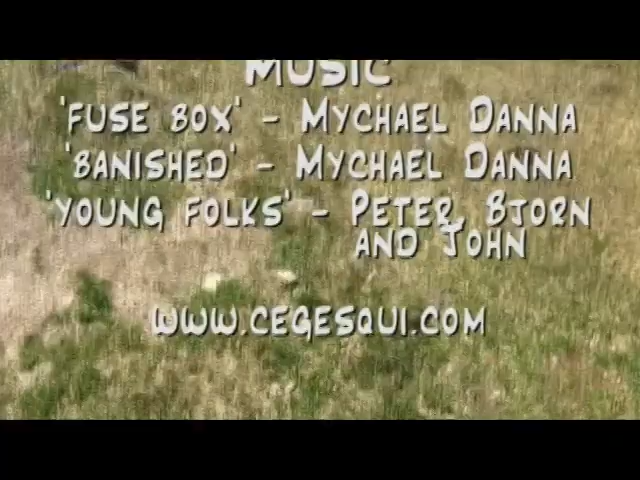 MUSIC
'FUSE BOX' - MYCHAEL DANNA
'BANISHED' - MYCHAEL DANNA
'YOUNG FOLKS' - PETER, BJORN
AND JOHN
WWW.CEGESQUI.COM